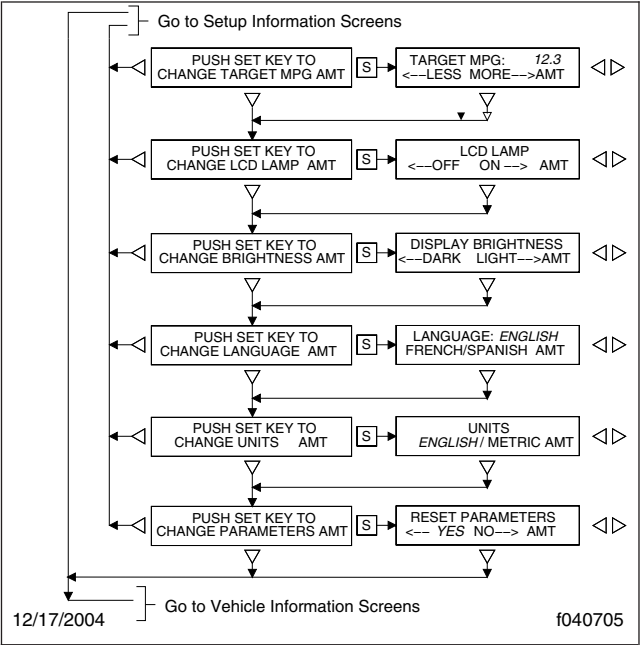 Go to Setup Information Screens
PUSH SET KEY TO
CHANGE TARGET MPG AMT
S
TARGET MPG: 12.3
<--LESS MORE-->AMT
PUSH SET KEY TO
CHANGE LCD LAMP AMT
S
LCD LAMP
<--OFF ON --> AMT
PUSH SET KEY TO
CHANGE BRIGHTNESS AMT
S
DISPLAY BRIGHTNESS
<--DARK LIGHT-->AMT
PUSH SET KEY TO
CHANGE LANGUAGE AMT
S
LANGUAGE: ENGLISH
FRENCH/SPANISH AMT
PUSH SET KEY TO
CHANGE UNITS AMT
S
UNITS
ENGLISH / METRIC AMT
PUSH SET KEY TO
CHANGE PARAMETERS AMT
S
RESET PARAMETERS
<-- YES NO--> AMT
Go to Vehicle Information Screens
12/17/2004
f040705